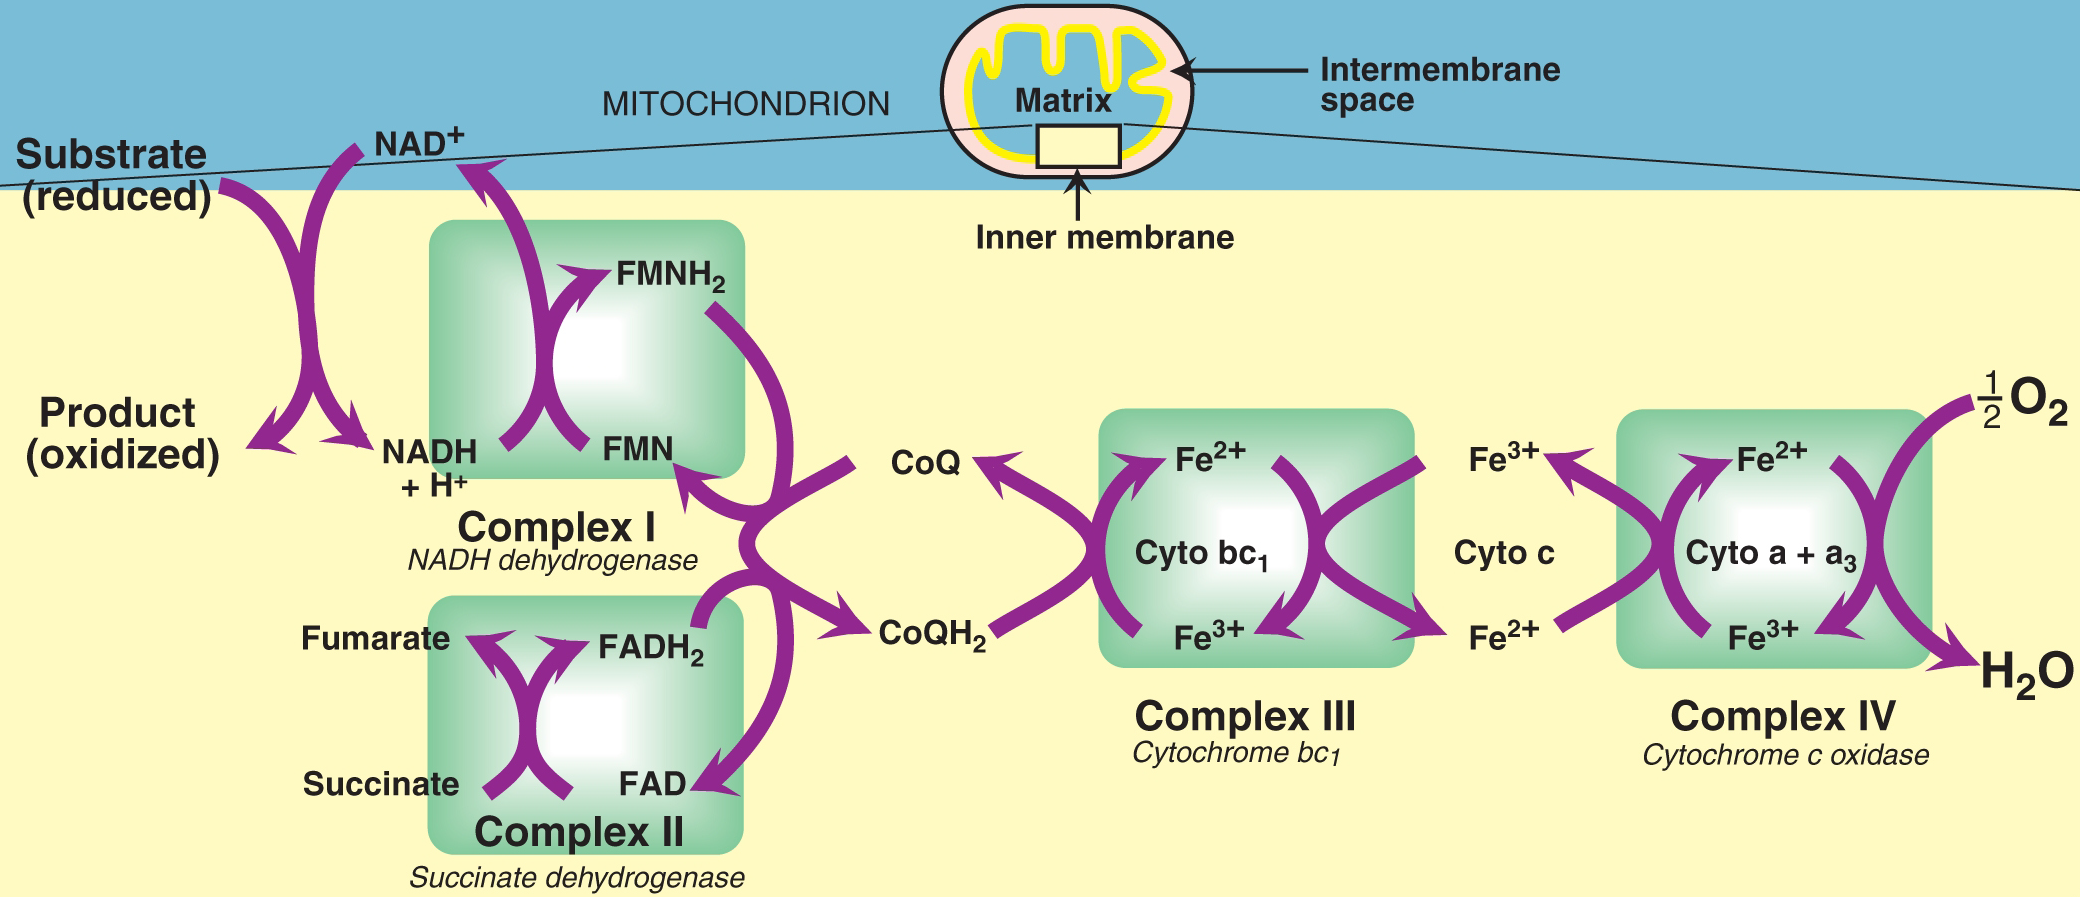 MITOCHONDRION
Matrix
Intermembrane
space
Inner membrane
Substrate
(reduced)
NAD⁺
Product
(oxidized)
NADH
+ H⁺
FMNH₂
FMN
Complex I
NADH dehydrogenase
Fumarate
FADH₂
Succinate
FAD
Complex II
Succinate dehydrogenase
CoQ
CoQH₂
Fe²⁺
Cyto bc₁
Fe³⁺
Complex III
Cytochrome bc₁
Fe³⁺
Cyto c
Fe²⁺
Fe²⁺
Cyto a + a₃
Fe³⁺
Complex IV
Cytochrome c oxidase
½O₂
H₂O